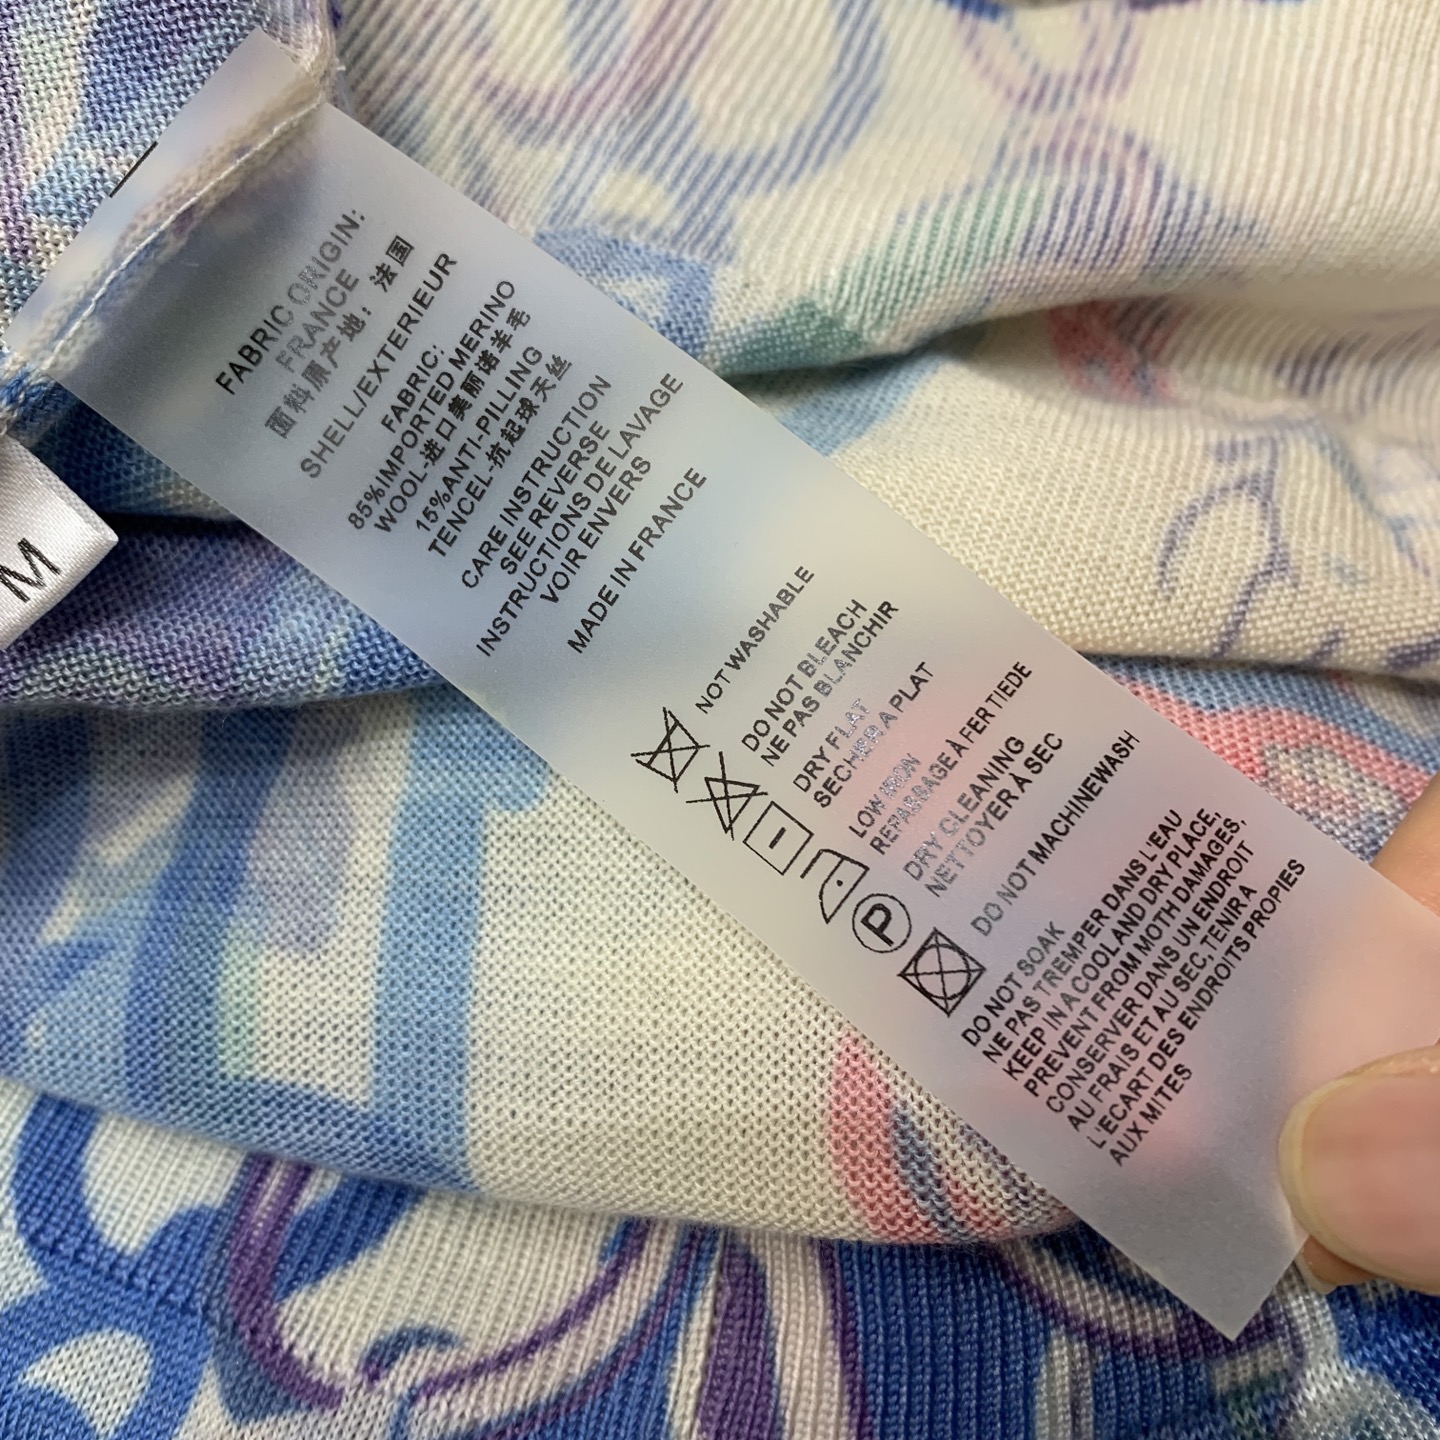 M
FABRIC ORIGIN:
FRANCE
面料原产地：法国
SHELL/EXTERIEUR
FABRIC:
85%IMPORTED MERINO
WOOL-进口美丽诺羊毛
15%ANTI-PILLING
TENCEL-抗起球天丝
CARE INSTRUCTION
SEE REVERSE
INSTRUCTIONS DE LAVAGE
VOIR ENVERS
MADE IN FRANCE
NOT WASHABLE
DO NOT BLEACH
NE PAS BLANCHIR
DRY FLAT
SECHER A PLAT
LOW IRON
REPASSAGE À FER TIEDE
P
DRY CLEANING
NETTOYER À SEC
DO NOT MACHINEWASH
DO NOT SOAK
NE PAS TREMPER DANS L'EAU
KEEP IN A COOL AND DRY PLACE,
PREVENT FROM MOTH DAMAGES,
CONSERVER DANS UN ENDROIT
AU FRAIS ET AU SEC, TENIR A
L'ECART DES ENDROITS PROPIES
AUX MITES